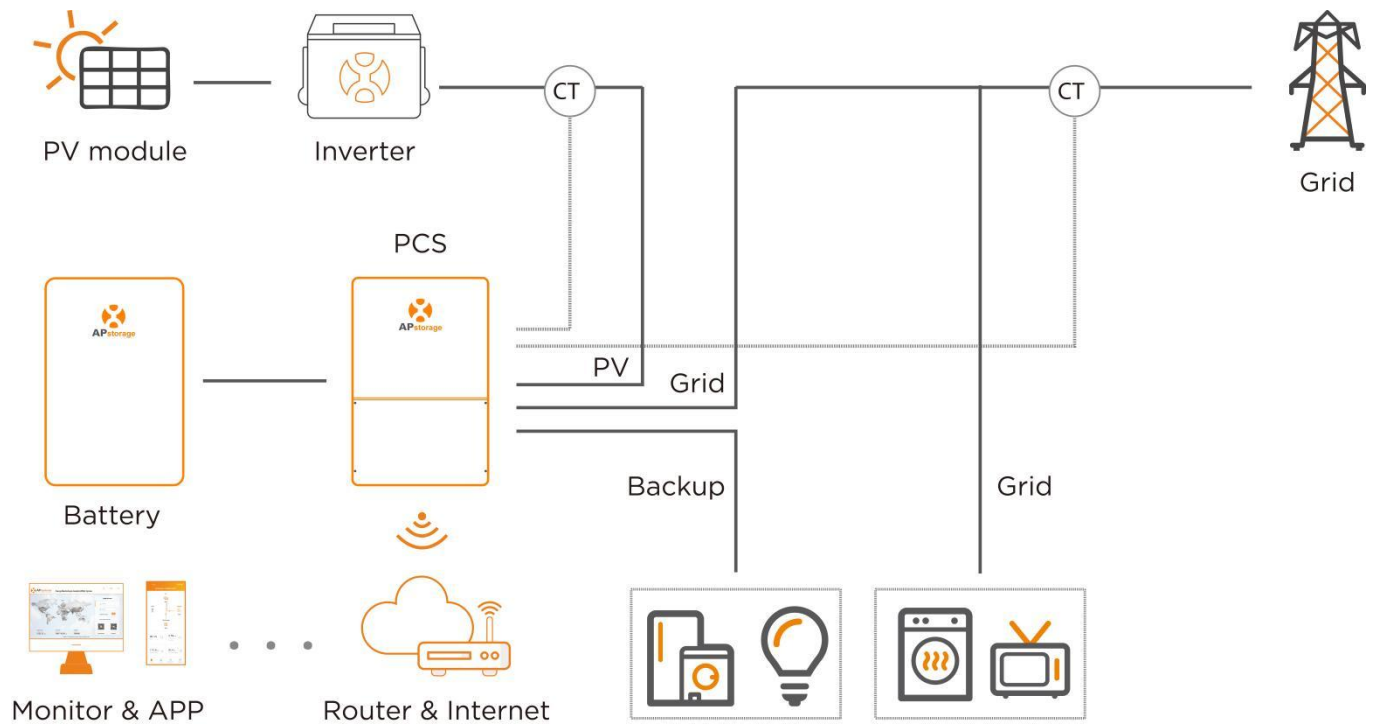 CT
CT
PV module
Inverter
Grid
PCS
APstorage
APstorage
PV
Grid
Backup
Grid
Battery
Monitor & APP
Router & Internet